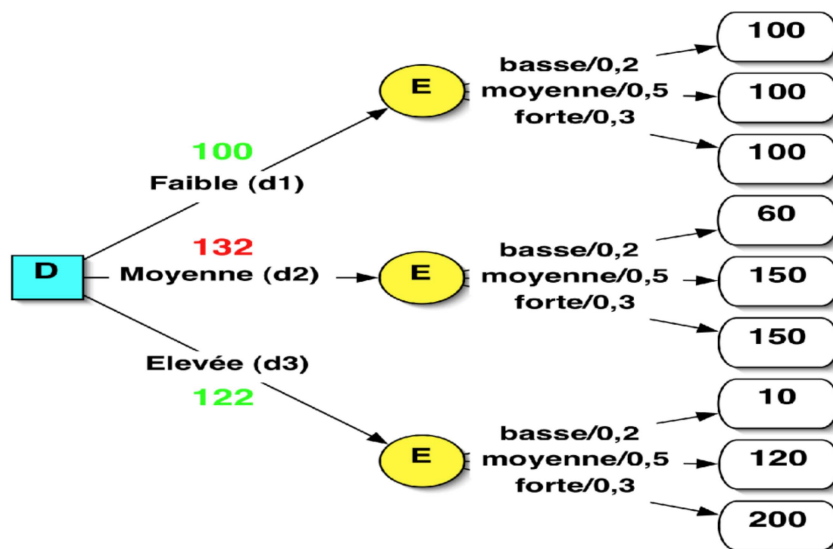 100
basse/0,2
E
moyenne/0,5
100
forte/0,3
100
100
Faible (d1)
60
132
basse/0,2
D
Moyenne (d2)
E
moyenne/0,5
150
forte/0,3
150
Elevée (d3)
122
10
basse/0,2
E
moyenne/0,5
120
forte/0,3
200